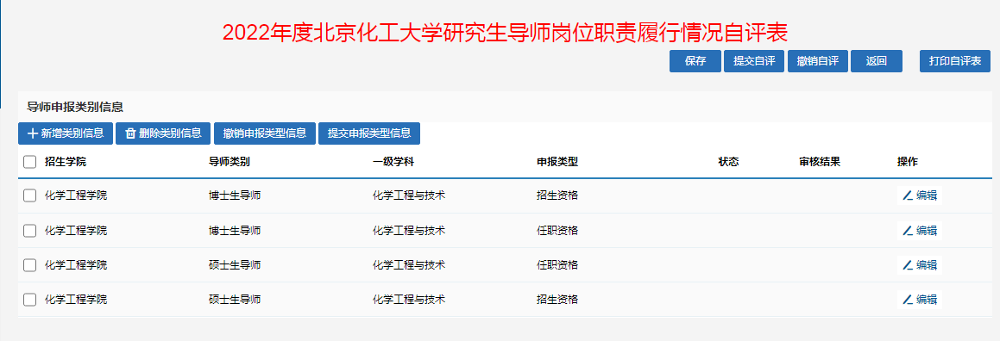 2022年度北京化工大学研究生导师岗位职责履行情况自评表
保存 提交自评 撤销自评 返回 打印自评表
导师申报类别信息
新增类别信息 删除类别信息 撤销申报类型信息 提交申报类型信息
招生学院 导师类别 一级学科 申报类型 状态 审核结果 操作
化学工程学院 博士生导师 化学工程与技术 招生资格 编辑
化学工程学院 博士生导师 化学工程与技术 任职资格 编辑
化学工程学院 硕士生导师 化学工程与技术 任职资格 编辑
化学工程学院 硕士生导师 化学工程与技术 招生资格 编辑